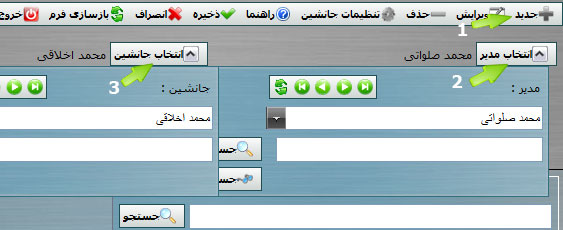 جدید ویرایش حذف تنظیمات جانشین راهنما ذخیره انصراف بازسازی فرم خروج
1
انتخاب مدیر محمد صلواتی انتخاب جانشین محمد اخلاقی
2 3
مدیر : جانشین :
محمد صلواتی محمد اخلاقی
جستجو